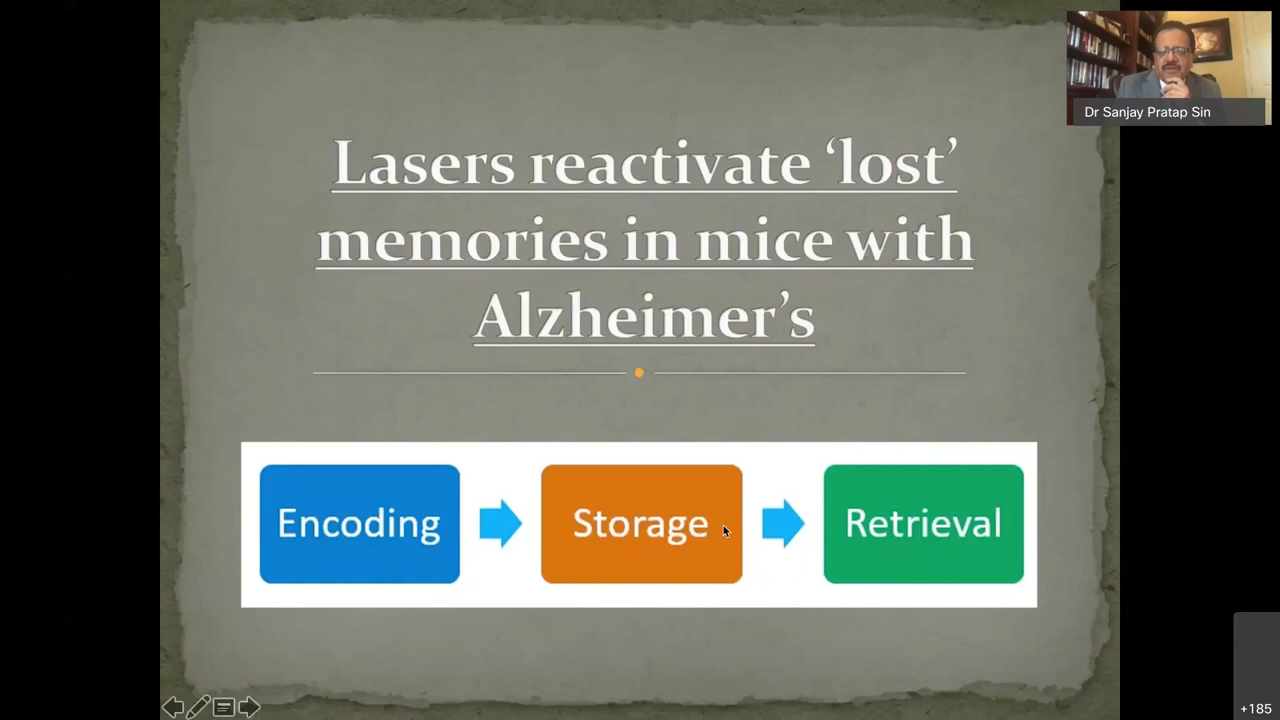 Lasers reactivate ‘lost’
memories in mice with
Alzheimer’s
Encoding
Storage
Retrieval
Dr Sanjay Pratap Sin
+185